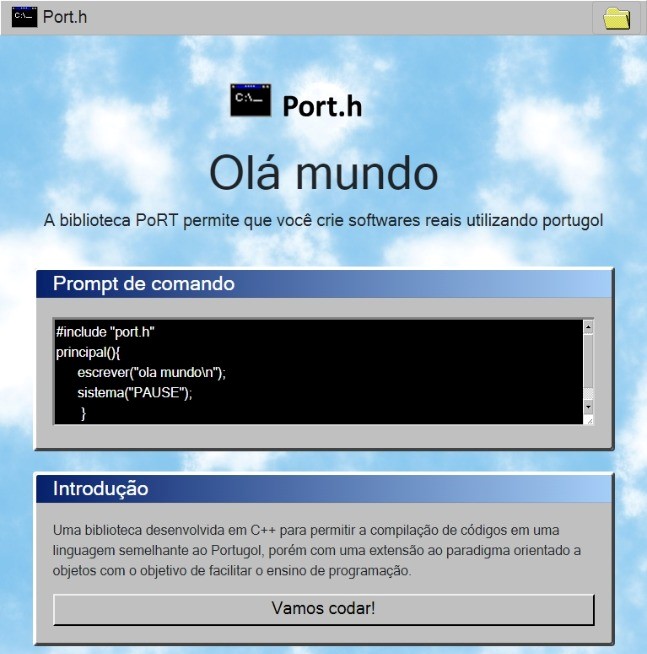 C:\_ Port.h
C:\_ Port.h
Olá mundo
A biblioteca PoRT permite que você crie softwares reais utilizando portugol
Prompt de comando
#include "port.h"
principal(){
escrever("ola mundo\n");
sistema("PAUSE");
}
Introdução
Uma biblioteca desenvolvida em C++ para permitir a compilação de códigos em uma
linguagem semelhante ao Portugol, porém com uma extensão ao paradigma orientado a
objetos com o objetivo de facilitar o ensino de programação.
Vamos codar!